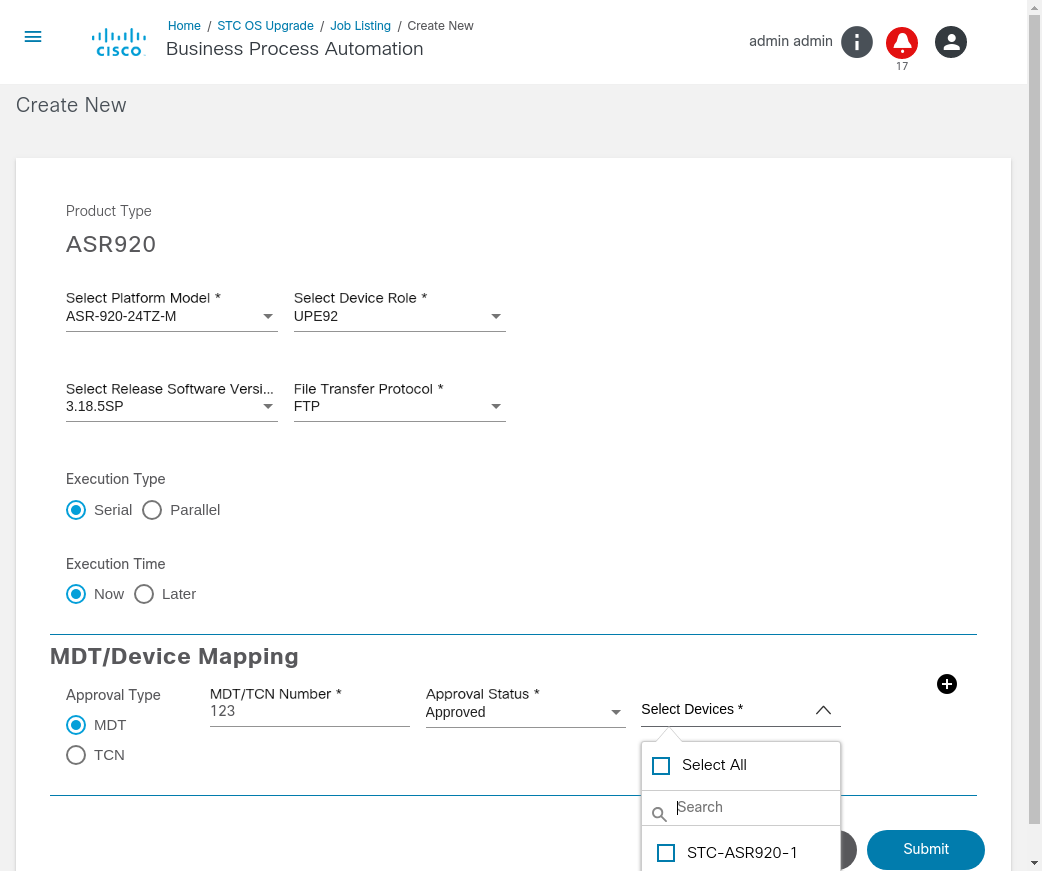 Home / STC OS Upgrade / Job Listing / Create New
CISCO
Business Process Automation
admin admin
17
Create New
Product Type
ASR920
Select Platform Model * Select Device Role *
ASR-920-24TZ-M UPE92
Select Release Software Versi... File Transfer Protocol *
3.18.5SP FTP
Execution Type
Serial Parallel
Execution Time
Now Later
MDT/Device Mapping
Approval Type MDT/TCN Number * Approval Status * Select Devices *
123 Approved
MDT
TCN
Select All
Search
STC-ASR920-1
Submit